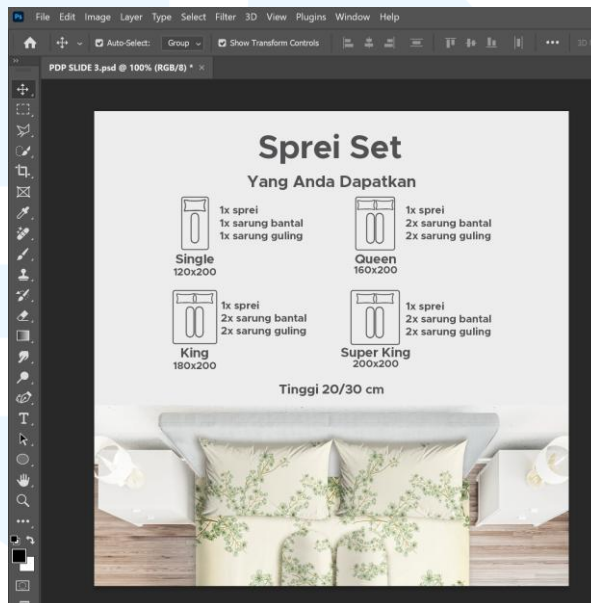 File Edit Image Layer Type Select Filter 3D View Plugins Window Help
Auto-Select: Group Show Transform Controls
PDP SLIDE 3.psd @ 100% (RGB/8) *
Sprei Set
Yang Anda Dapatkan
1x sprei
1x sarung bantal
1x sarung guling
Single
120x200
1x sprei
2x sarung bantal
2x sarung guling
Queen
160x200
1x sprei
2x sarung bantal
2x sarung guling
King
180x200
1x sprei
2x sarung bantal
2x sarung guling
Super King
200x200
Tinggi 20/30 cm